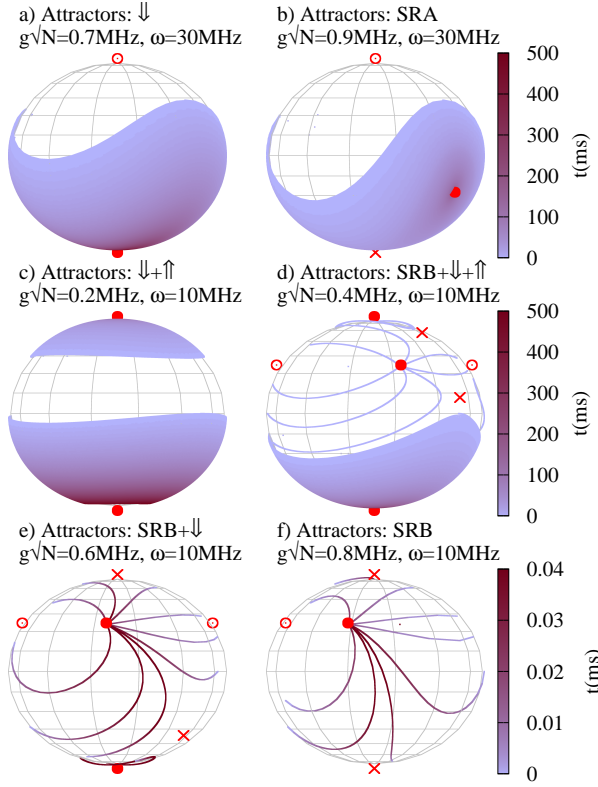 a) Attractors: ⇓
g√N=0.7MHz, ω=30MHz
b) Attractors: SRA
g√N=0.9MHz, ω=30MHz
500
400
300
200
100
0
t(ms)
c) Attractors: ⇓+⇑
g√N=0.2MHz, ω=10MHz
d) Attractors: SRB+⇓+⇑
g√N=0.4MHz, ω=10MHz
500
400
300
200
100
0
t(ms)
e) Attractors: SRB+⇓
g√N=0.6MHz, ω=10MHz
f) Attractors: SRB
g√N=0.8MHz, ω=10MHz
0.04
0.03
0.02
0.01
0
t(ms)